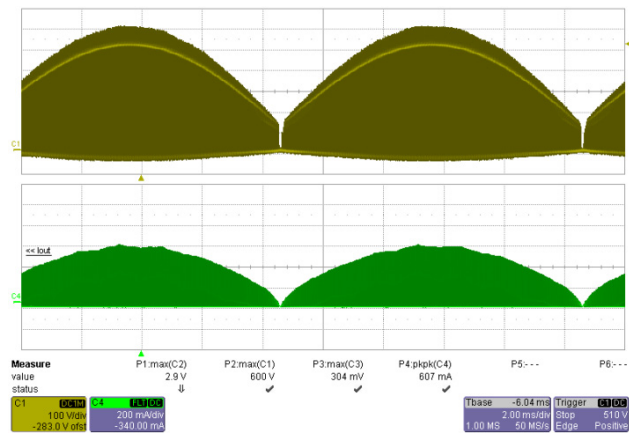 C1
<< Iout
C4
Measure P1:max(C2) P2:max(C1) P3:max(C3) P4:pkpk(C4) P5:- - - P6:- - -
value 2.9 V 600 V 304 mV 607 mA
status
C1 DC1M C4 FLT DC Tbase -6.04 ms Trigger C1 DC
100 V/div 200 mA/div 2.00 ms/div Stop 510 V
-283.0 V ofst -340.00 mA 1.00 MS 50 MS/s Edge Positive